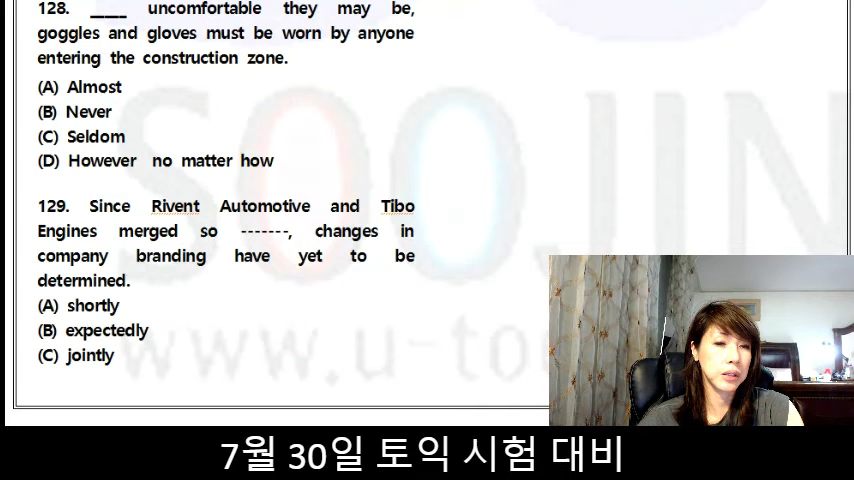 128. ____ uncomfortable they may be,
goggles and gloves must be worn by anyone
entering the construction zone.
(A) Almost
(B) Never
(C) Seldom
(D) However no matter how
129. Since Rivent Automotive and Tibo
Engines merged so -------, changes in
company branding have yet to be
determined.
(A) shortly
(B) expectedly
(C) jointly
SOOJIN
www.u-to
7월 30일 토익 시험 대비